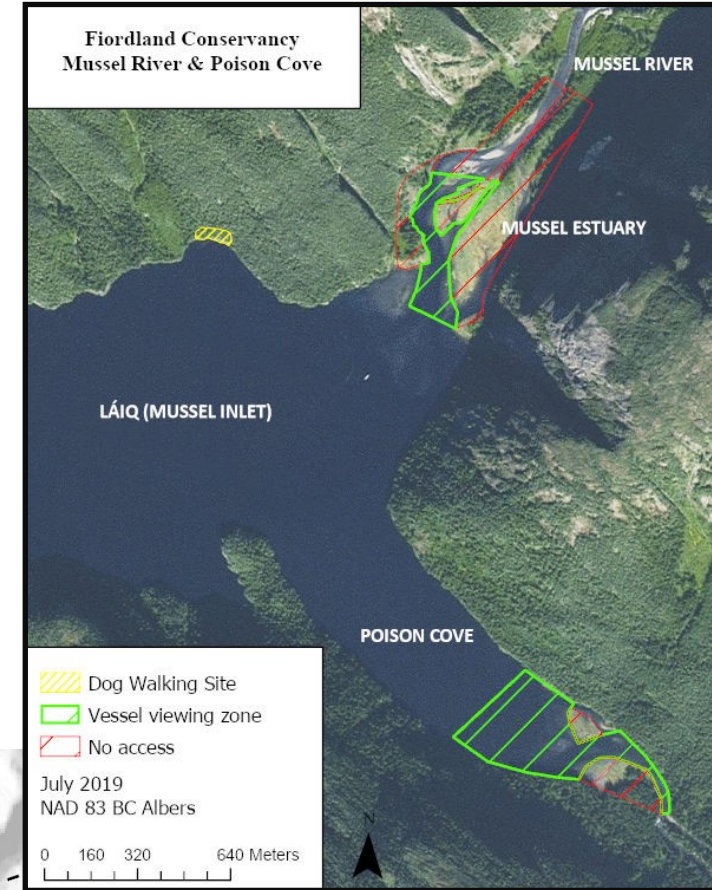 Fiordland Conservancy
Mussel River & Poison Cove
MUSSEL RIVER
MUSSEL ESTUARY
LÁIQ (MUSSEL INLET)
POISON COVE
Dog Walking Site
Vessel viewing zone
No access
July 2019
NAD 83 BC Albers
0 160 320 640 Meters
N